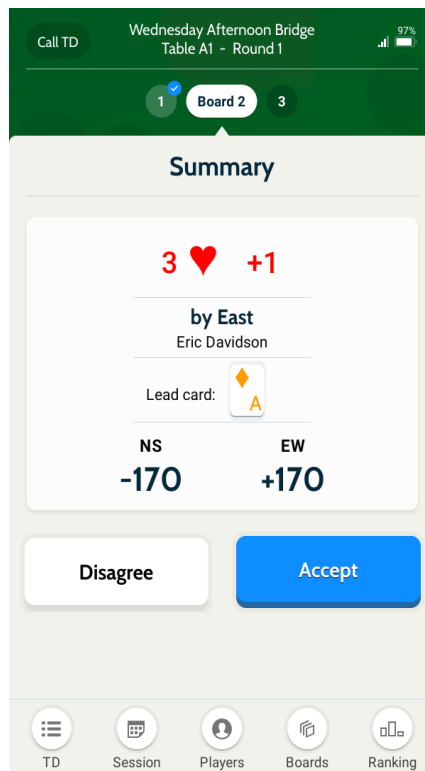 Call TD
Wednesday Afternoon Bridge
Table A1 - Round 1
97%
1
Board 2
3
Summary
3 ♥ +1
by East
Eric Davidson
Lead card: ♦ A
NS EW
-170 +170
Disagree Accept
TD Session Players Boards Ranking